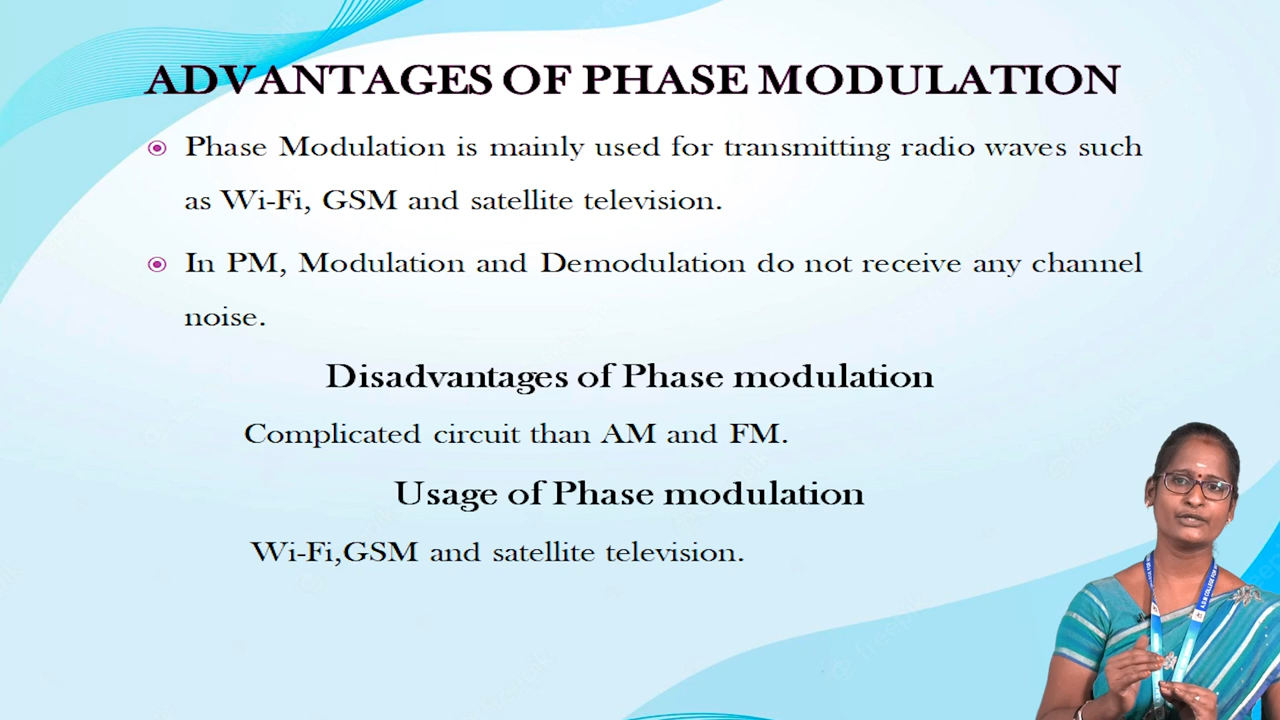 ADVANTAGES OF PHASE MODULATION
Phase Modulation is mainly used for transmitting radio waves such
as Wi-Fi, GSM and satellite television.
In PM, Modulation and Demodulation do not receive any channel
noise.
Disadvantages of Phase modulation
Complicated circuit than AM and FM.
Usage of Phase modulation
Wi-Fi,GSM and satellite television.